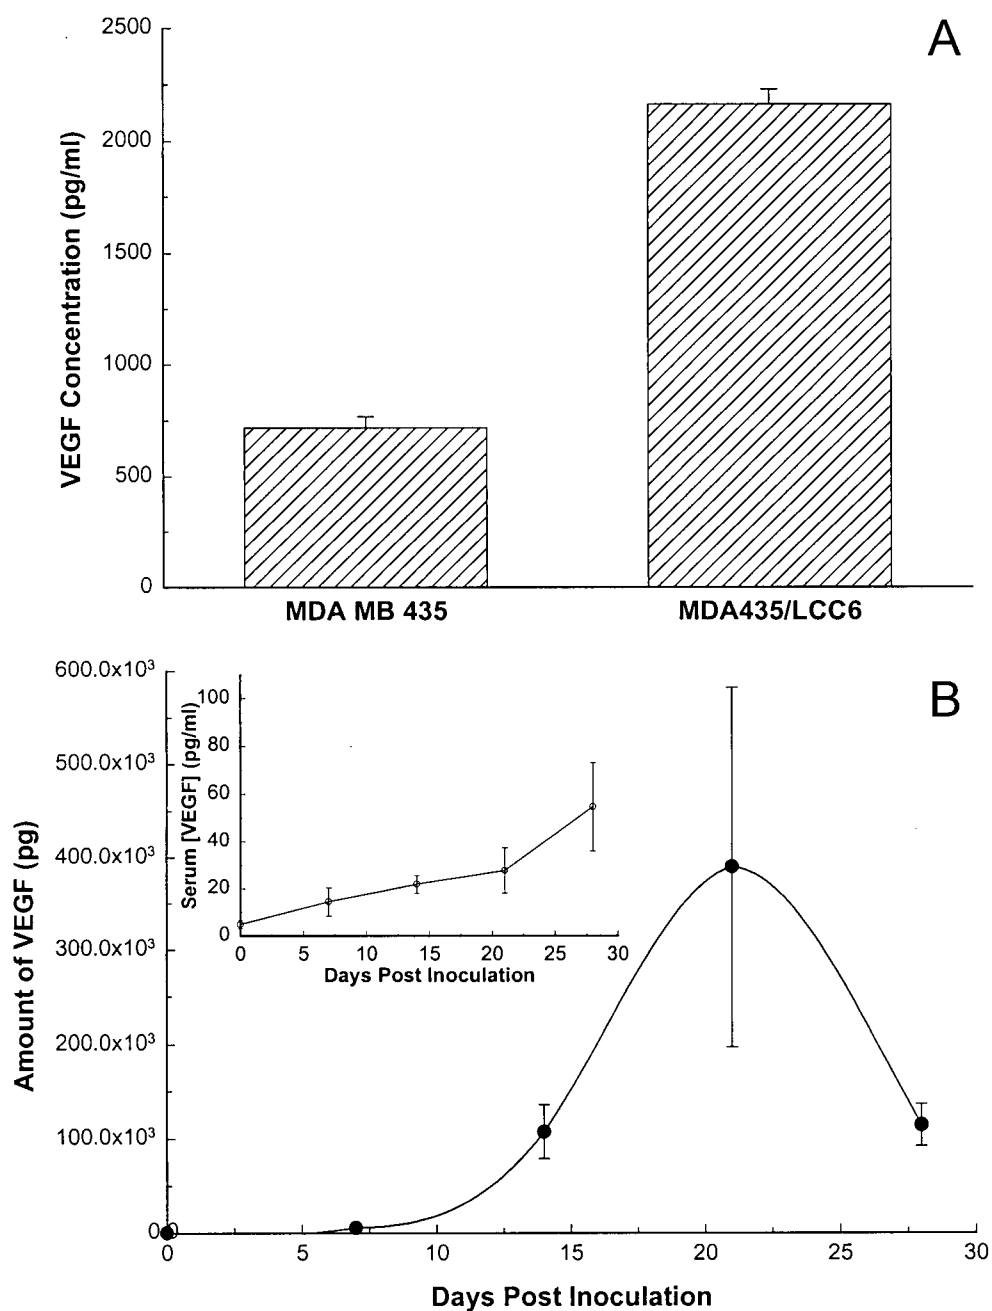 A
2500
2000
1500
1000
500
0
VEGF Concentration (pg/ml)
MDA MB 435
MDA435/LCC6
B
600.0x10³
500.0x10³
400.0x10³
300.0x10³
200.0x10³
100.0x10³
0.0
Amount of VEGF (pg)
100
80
60
40
20
0
Serum [VEGF] (pg/ml)
0 5 10 15 20 25 30
Days Post Inoculation
0 5 10 15 20 25 30
Days Post Inoculation